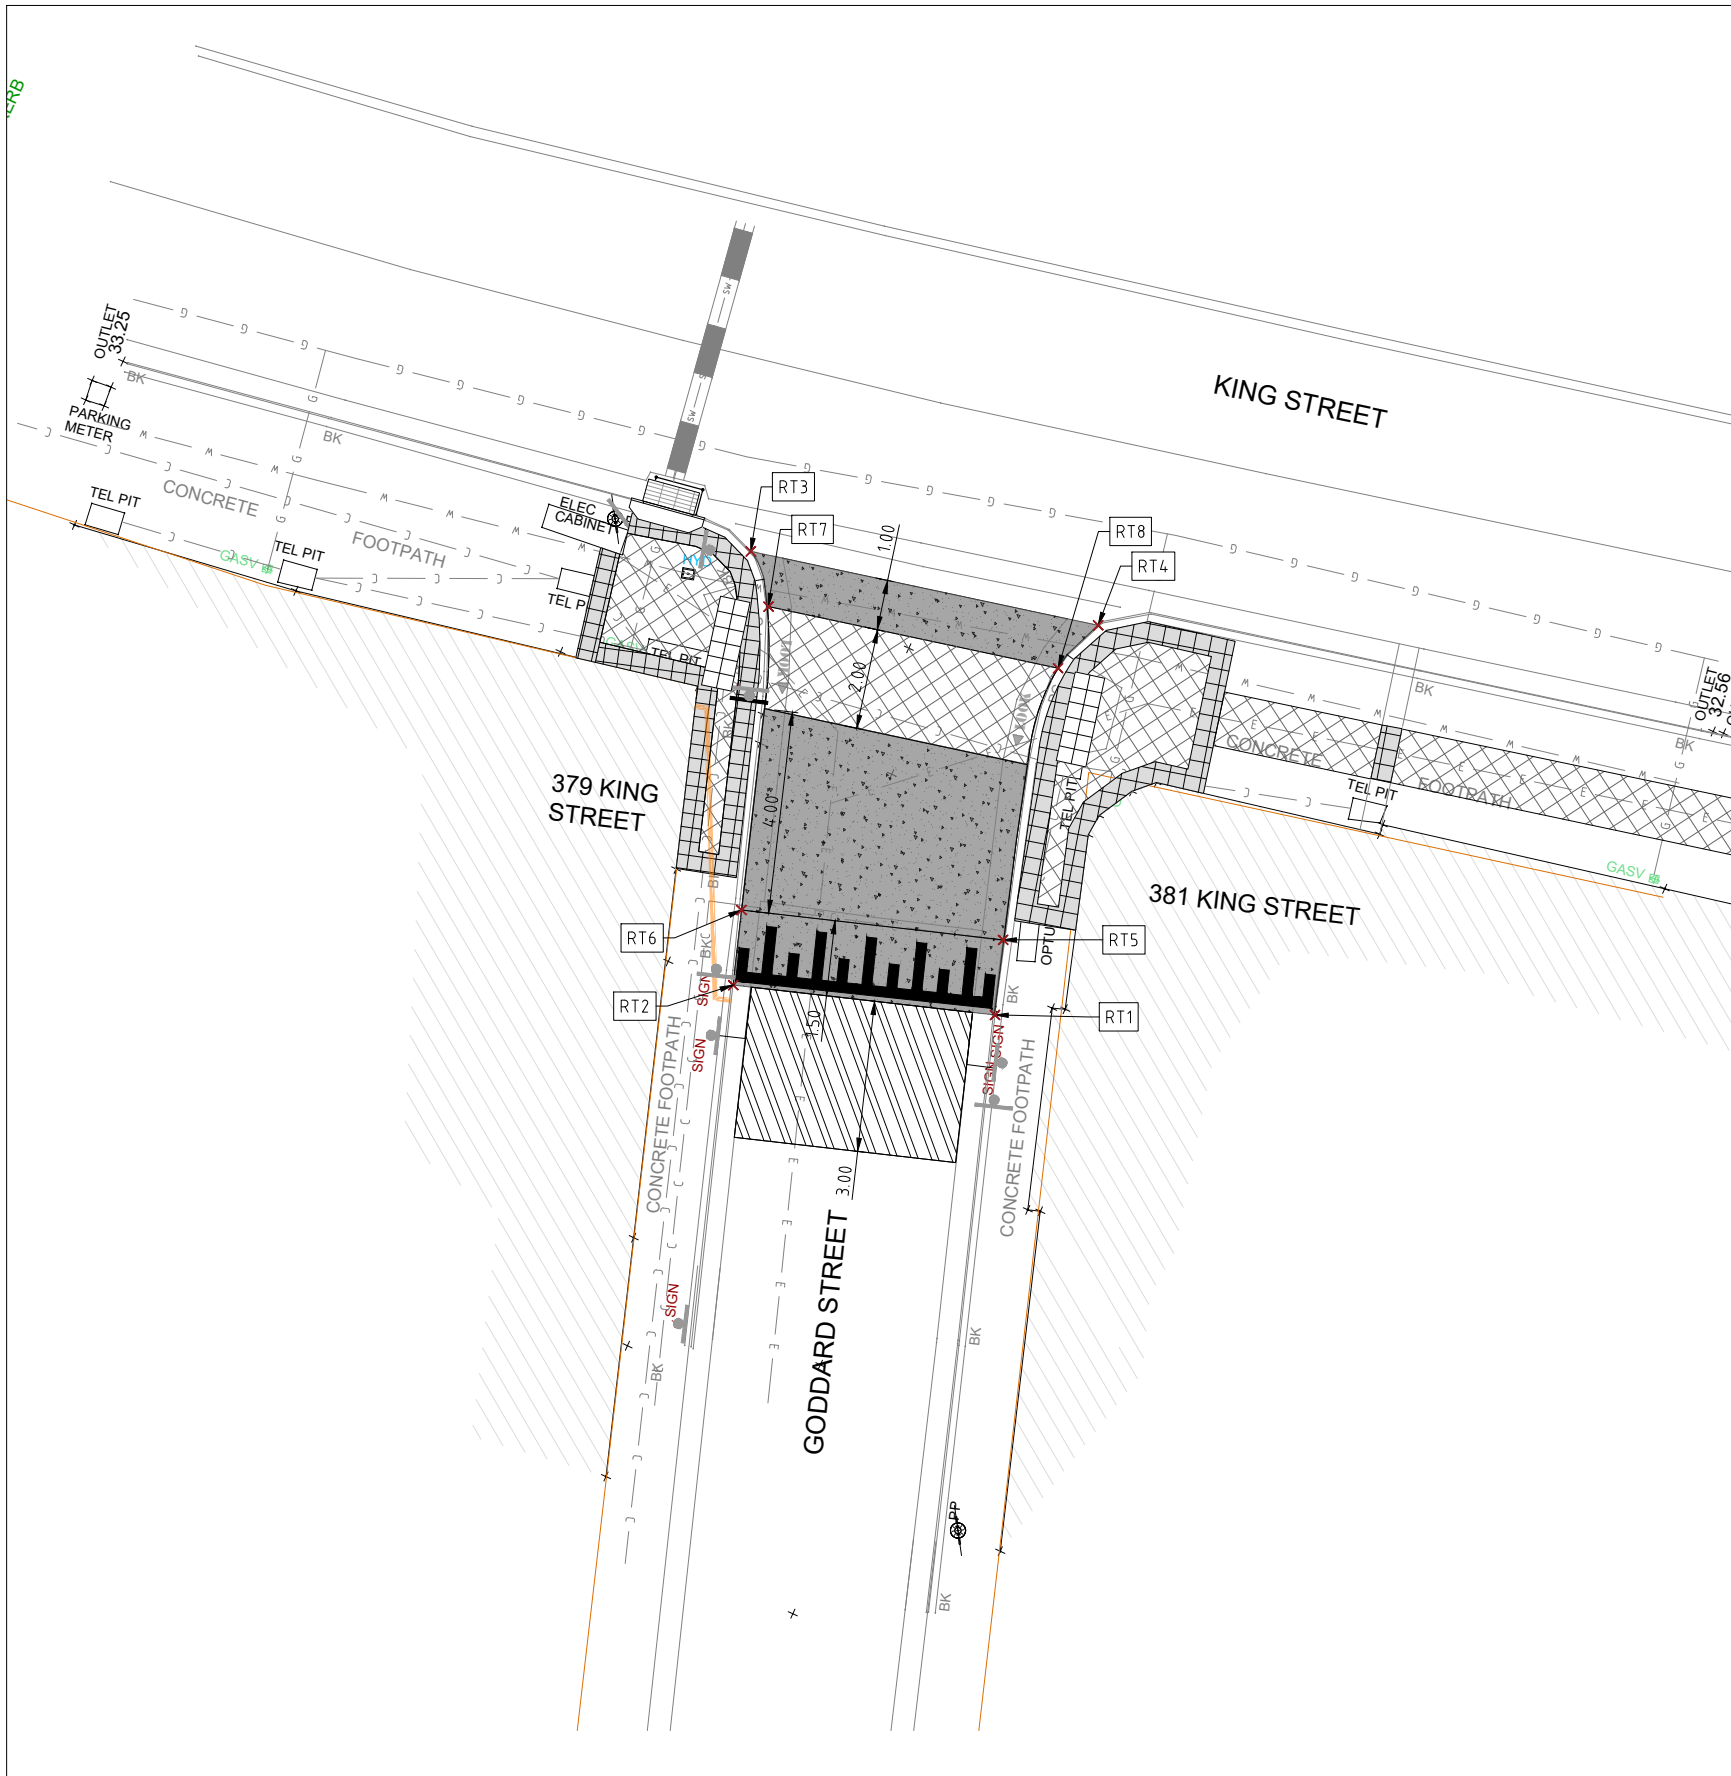 KING STREET
OUTLET
33.25
BK
PARKING
METER
BK
TEL PIT
CONCRETE
FOOTPATH
GASV
TEL PIT
ELEC
CABINET
HYD
TEL P
TEL PIT
RT3
RT7
1.00
RT8
RT4
2.00
4.00
379 KING
STREET
CONCRETE
FOOTPATH
BK
OUTLET
32.56
BK
TEL PIT
TEL PIT
GASV
381 KING STREET
RT6
RT5
OPTU
BK
RT2
RT1
SIGN
SIGN
SIGN
SIGN
1.50
3.00
CONCRETE FOOTPATH
CONCRETE FOOTPATH
GODDARD STREET
SIGN
BK
BK
PP
BK